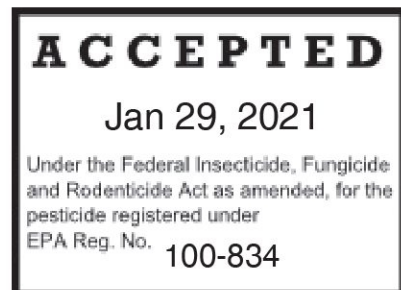 ACCEPTED
Jan 29, 2021
Under the Federal Insecticide, Fungicide
and Rodenticide Act as amended, for the
pesticide registered under
EPA Reg. No. 100-834